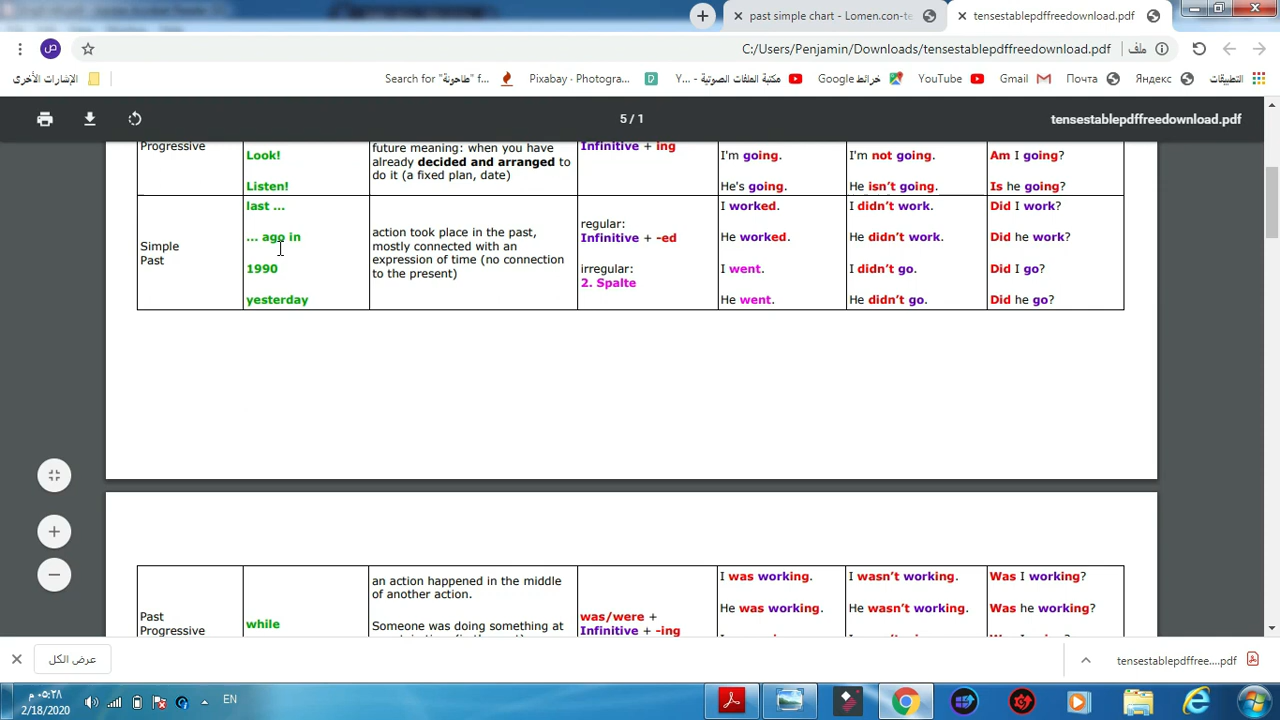 past simple chart - Lomen.con-te
tensestablepdffreedownload.pdf
C:/Users/Penjamin/Downloads/tensestablepdffreedownload.pdf
ملف
ص
الإشارات الأخرى
Search for "طاحونة" f...
Pixabay - Photogra...
مكتبة الملفات الصوتية - Y...
خرائط Google
YouTube
Gmail
Почта
Яндекс
التطبيقات
5 / 1
tensestablepdffreedownload.pdf
Progressive
Look!
Listen!
future meaning: when you have
already decided and arranged to
do it (a fixed plan, date)
Infinitive + ing
I'm going.
He's going.
I'm not going.
He isn't going.
Am I going?
Is he going?
Simple
Past
last ...
... ago in
1990
yesterday
action took place in the past,
mostly connected with an
expression of time (no connection
to the present)
regular:
Infinitive + -ed
irregular:
2. Spalte
I worked.
He worked.
I went.
He went.
I didn't work.
He didn't work.
I didn't go.
He didn't go.
Did I work?
Did he work?
Did I go?
Did he go?
Past
Progressive
while
an action happened in the middle
of another action.
Someone was doing something at
was/were +
Infinitive + -ing
I was working.
He was working.
I wasn't working.
He wasn't working.
Was I working?
Was he working?
عرض الكل
tensestablepdffree....pdf
٠٥:٢٨ م
2/18/2020
EN